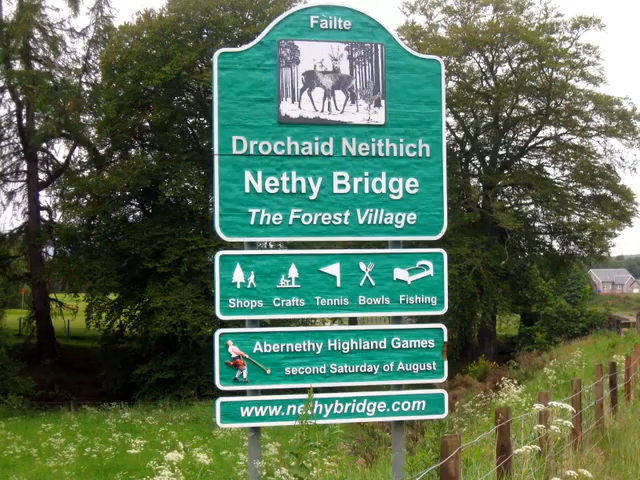 Fàilte
Drochaid Neithich
Nethy Bridge
The Forest Village
Shops Crafts Tennis Bowls Fishing
Abernethy Highland Games
second Saturday of August
www.nethybridge.com